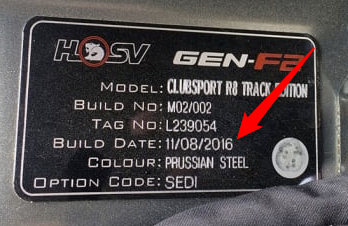 HSV GEN-F2
MODEL: CLUBSPORT R8 TRACK EDITION
BUILD NO: M02/002
TAG NO: L239054
BUILD DATE: 11/08/2016
COLOUR: PRUSSIAN STEEL
OPTION CODE: SEDI